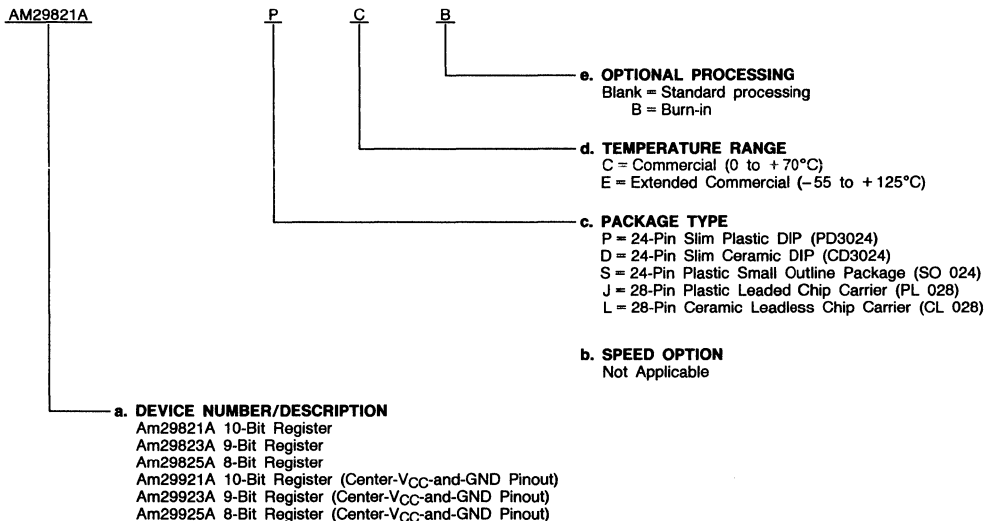 AM29821A P C B
e. OPTIONAL PROCESSING
Blank = Standard processing
B = Burn-in
d. TEMPERATURE RANGE
C = Commercial (0 to +70°C)
E = Extended Commercial (−55 to +125°C)
c. PACKAGE TYPE
P = 24-Pin Slim Plastic DIP (PD3024)
D = 24-Pin Slim Ceramic DIP (CD3024)
S = 24-Pin Plastic Small Outline Package (SO 024)
J = 28-Pin Plastic Leaded Chip Carrier (PL 028)
L = 28-Pin Ceramic Leadless Chip Carrier (CL 028)
b. SPEED OPTION
Not Applicable
a. DEVICE NUMBER/DESCRIPTION
Am29821A 10-Bit Register
Am29823A 9-Bit Register
Am29825A 8-Bit Register
Am29921A 10-Bit Register (Center-VCC-and-GND Pinout)
Am29923A 9-Bit Register (Center-VCC-and-GND Pinout)
Am29925A 8-Bit Register (Center-VCC-and-GND Pinout)